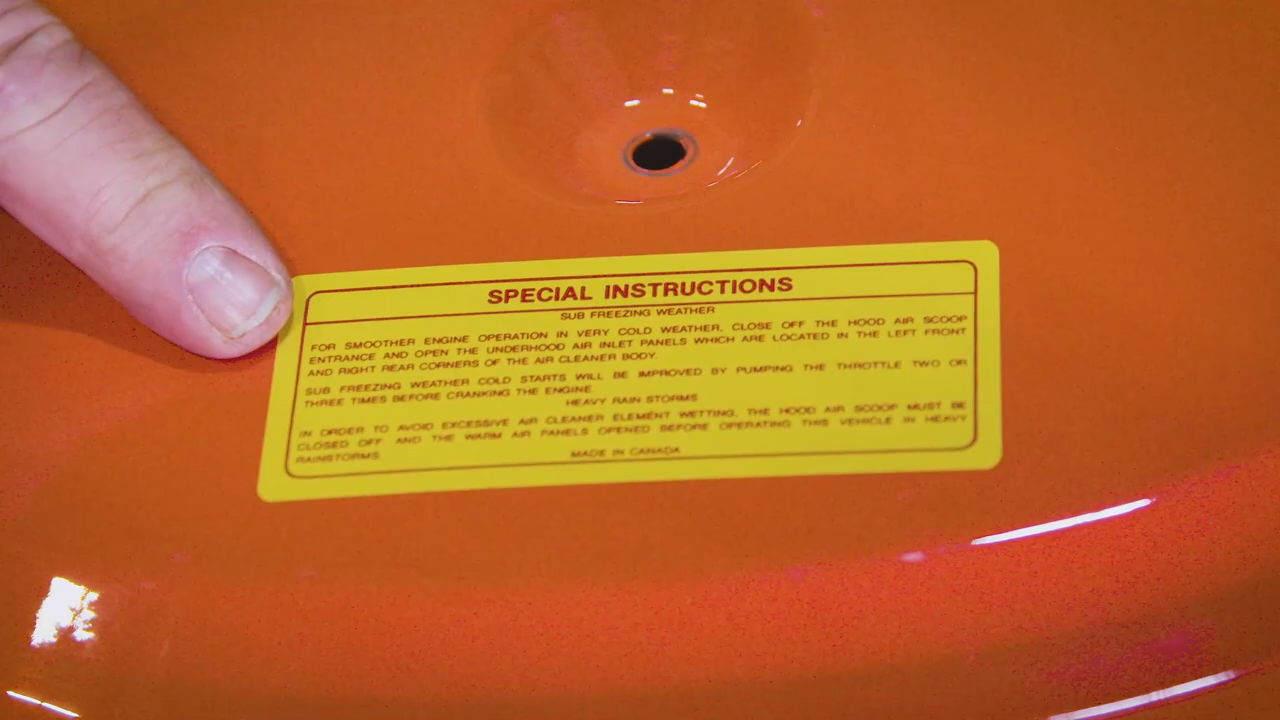 SPECIAL INSTRUCTIONS
SUB FREEZING WEATHER
FOR SMOOTHER ENGINE OPERATION IN VERY COLD WEATHER, CLOSE OFF THE HOOD AIR SCOOP
ENTRANCE AND OPEN THE UNDERHOOD AIR INLET PANELS WHICH ARE LOCATED IN THE LEFT FRONT
AND RIGHT REAR CORNERS OF THE AIR CLEANER BODY.
SUB FREEZING WEATHER COLD STARTS WILL BE IMPROVED BY PUMPING THE THROTTLE TWO OR
THREE TIMES BEFORE CRANKING THE ENGINE.
HEAVY RAIN STORMS
IN ORDER TO AVOID EXCESSIVE AIR CLEANER ELEMENT WETTING, THE HOOD AIR SCOOP MUST BE
CLOSED OFF AND THE WARM AIR PANELS OPENED BEFORE OPERATING THIS VEHICLE IN HEAVY
RAINSTORMS
MADE IN CANADA